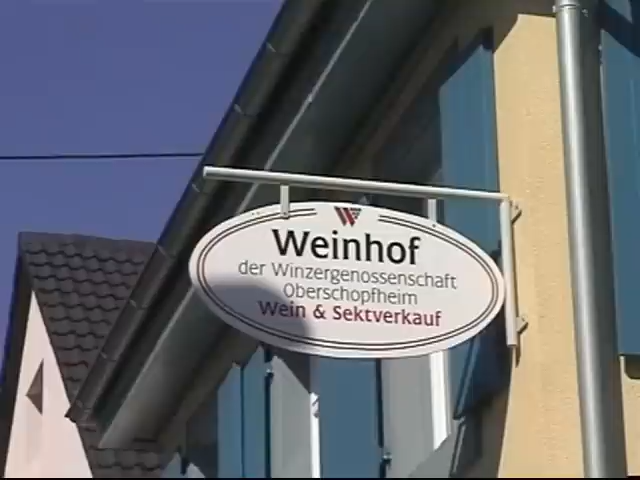 Weinhof
der Winzergenossenschaft
Oberschopfheim
Wein & Sektverkauf